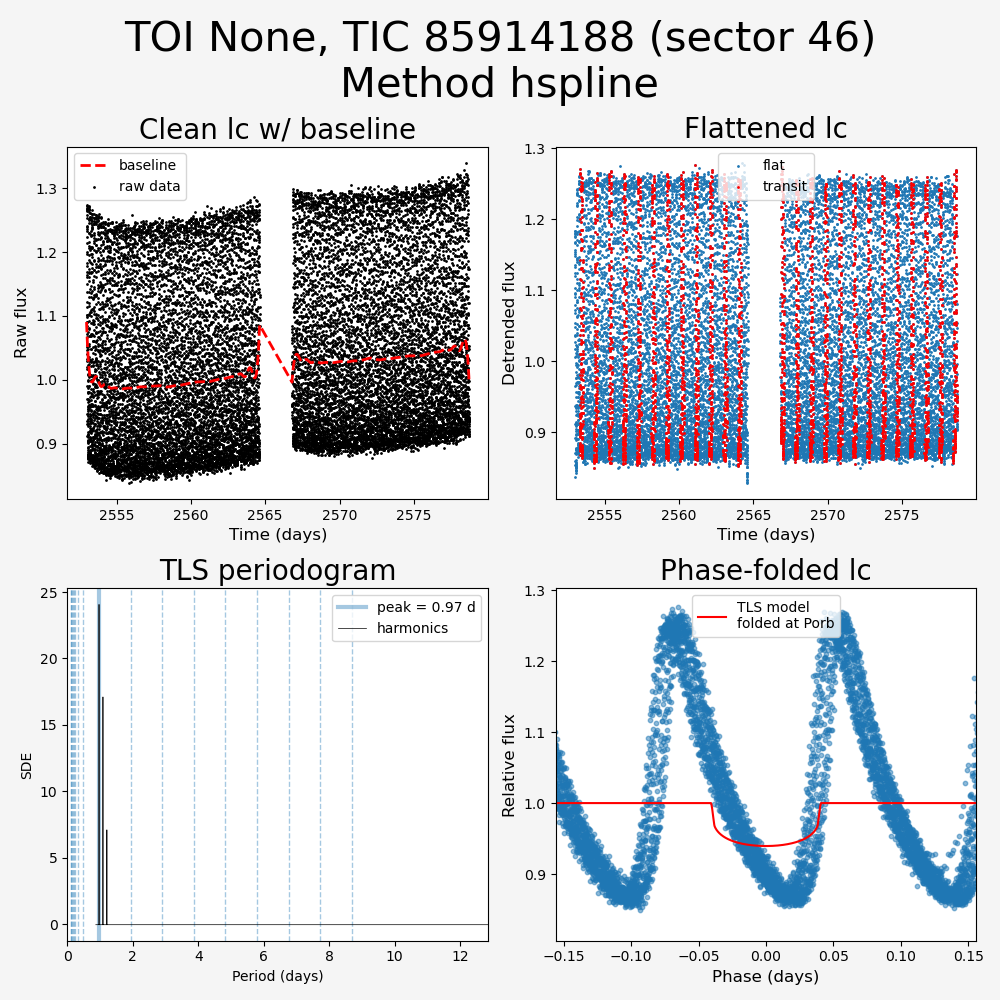 TOI None, TIC 85914188 (sector 46)
Method hspline
Clean lc w/ baseline
baseline
raw data
Raw flux
1.3
1.2
1.1
1.0
0.9
2555
2560
2565
2570
2575
Time (days)
Flattened lc
flat
transit
Detrended flux
1.3
1.2
1.1
1.0
0.9
2555
2560
2565
2570
2575
Time (days)
TLS periodogram
peak = 0.97 d
harmonics
SDE
25
20
15
10
5
0
0
2
4
6
8
10
12
Period (days)
Phase-folded lc
TLS model
folded at Porb
Relative flux
1.3
1.2
1.1
1.0
0.9
−0.15
−0.10
−0.05
0.00
0.05
0.10
0.15
Phase (days)